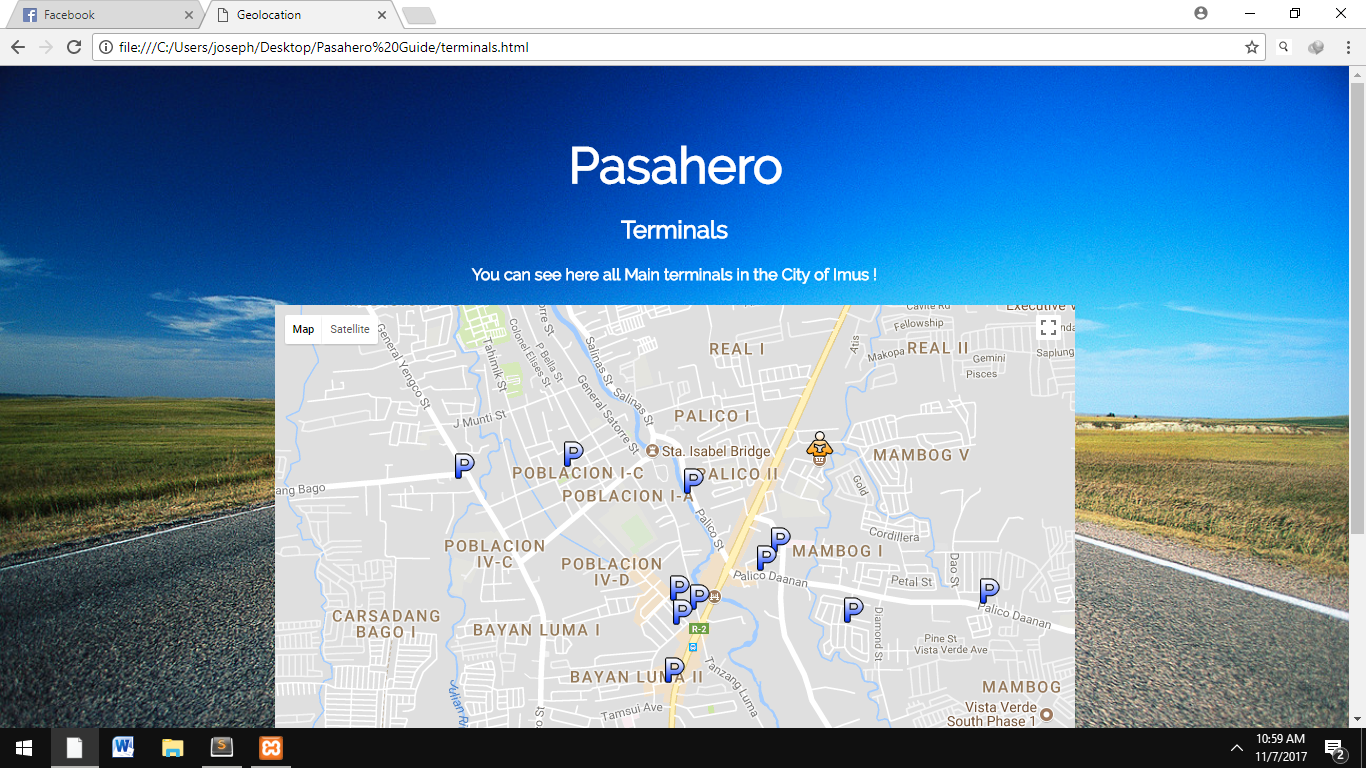 Facebook
Geolocation
file:///C:/Users/joseph/Desktop/Pasahero%20Guide/terminals.html
Pasahero
Terminals
You can see here all Main terminals in the City of Imus !
Map Satellite
General Yengco St
Tahimik St
Colonel Elises St
P Bella St
Salinas St
Salinas St
General Satorre St
J Munti St
REAL I
Atis
Fellowship
Makopa
REAL II
Gemini
Saplung
Pisces
PALICO I
Sta. Isabel Bridge
PALICO II
MAMBOG V
POBLACION I-C
POBLACION I-A
ang Bago
Gold
Palico St
Cordillera
POBLACION
IV-C
MAMBOG I
POBLACION
IV-D
Palico Daanan
Petal St
Dao St
Palico Daanan
CARSADANG
BAGO I
BAYAN LUMA I
R-2
Diamond St
Pine St
Vista Verde Ave
BAYAN LUMA II
Tanzang Luma
MAMBOG
Tamsui Ave
Vista Verde
South Phase 1
P
P
P
P
P
P
P
P
P
P
P
10:59 AM
11/7/2017
2